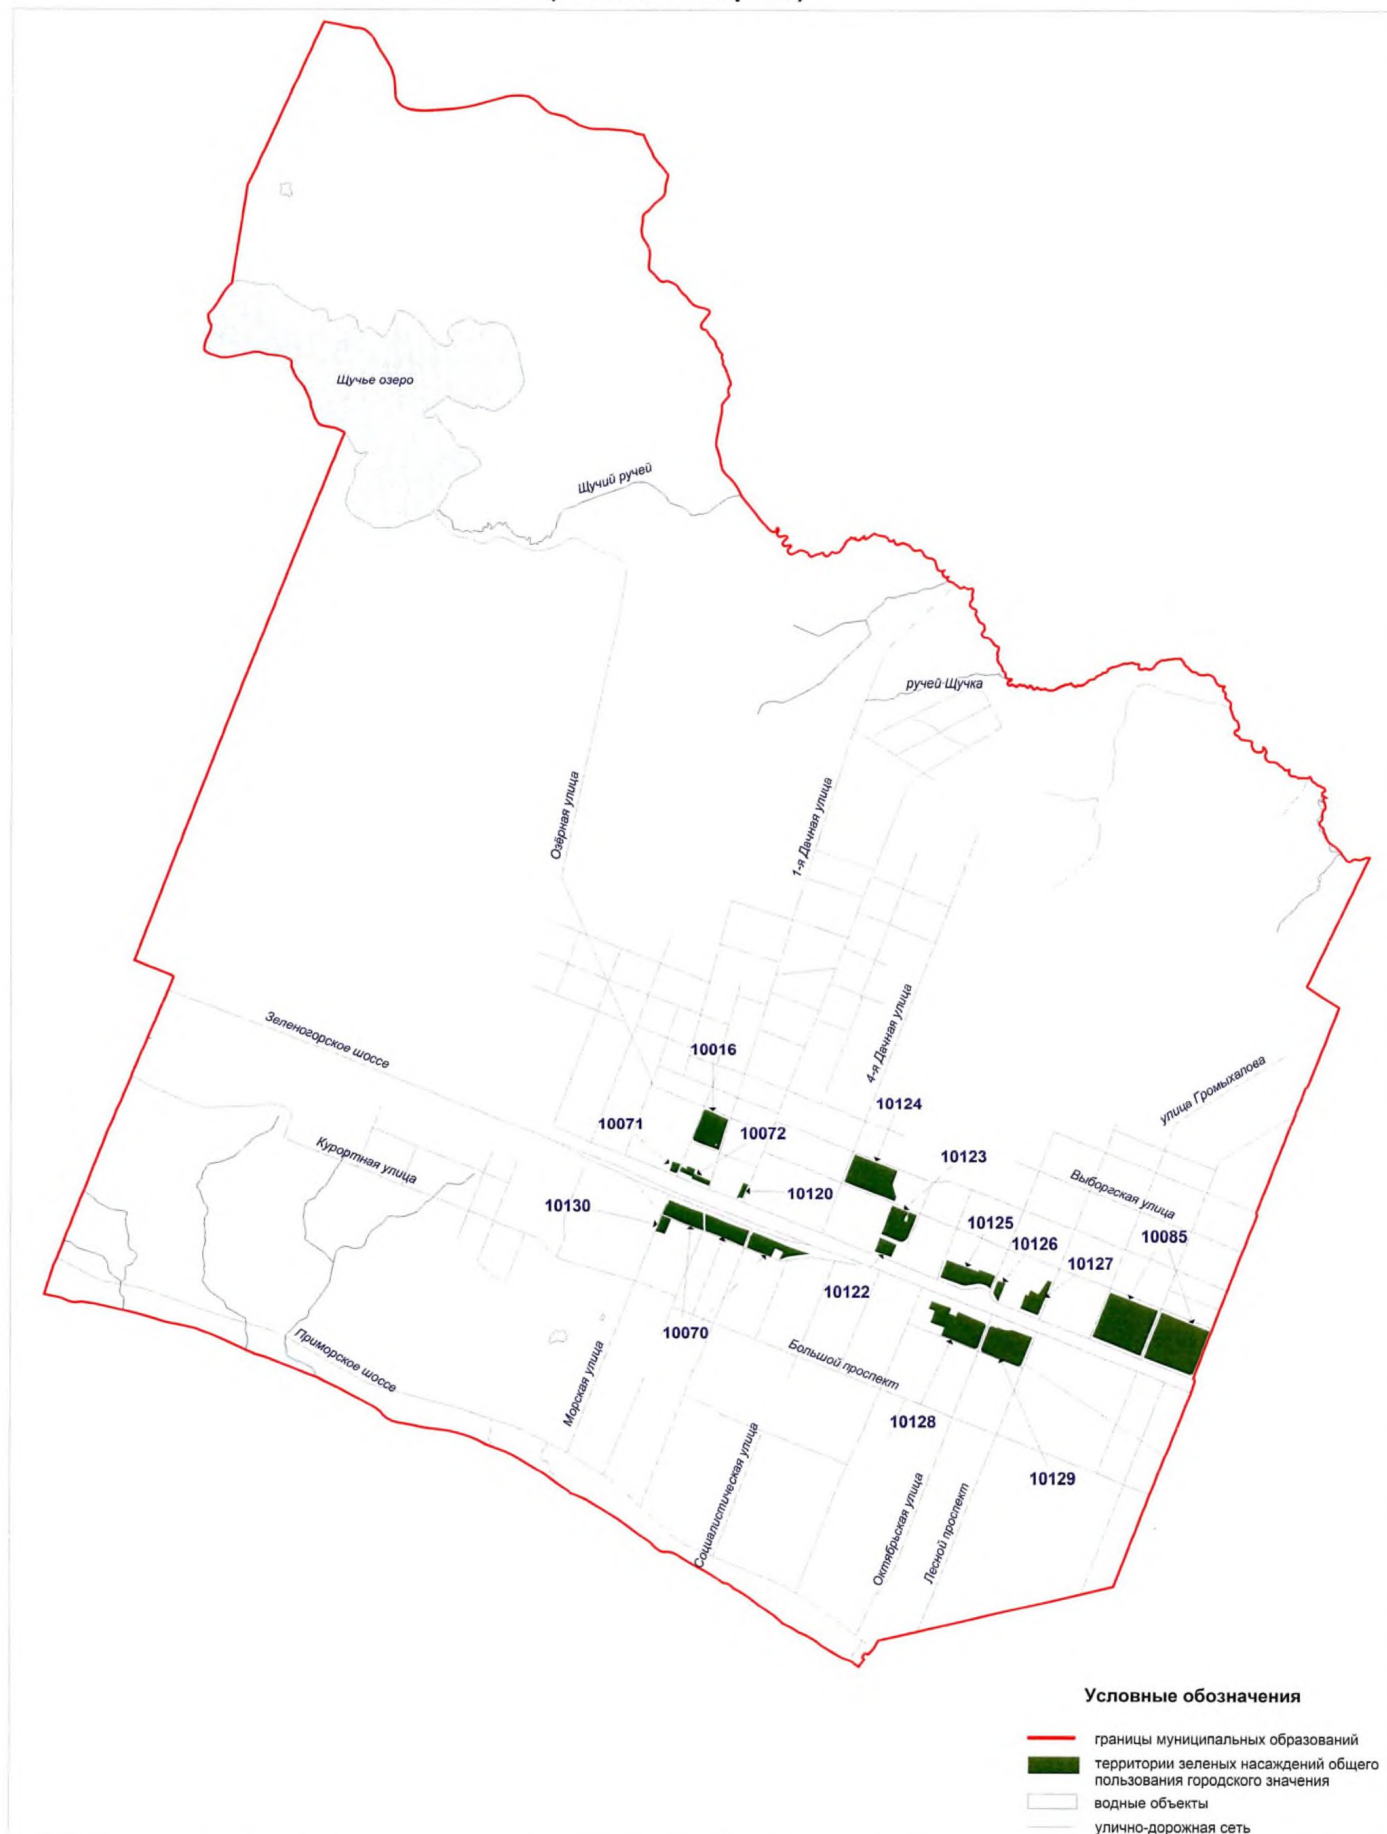 Щучье озеро
Щучий ручей
ручей Щучка
Озёрная улица
1-я Дачная улица
4-я Дачная улица
Зеленогорское шоссе
10016
10124
улица Громыхалова
10071
10072
10123
Курортная улица
Выборгская улица
10120
10130
10125
10085
10126
10127
10122
10070
Приморское шоссе
Большой проспект
Морская улица
10128
10129
Социалистическая улица
Октябрьская улица
Лесной проспект
Условные обозначения
границы муниципальных образований
территории зеленых насаждений общего
пользования городского значения
водные объекты
улично-дорожная сеть